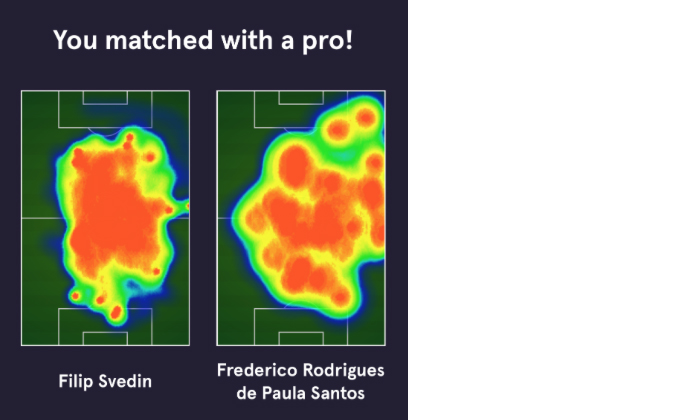 You matched with a pro!
Filip Svedin
Frederico Rodrigues
de Paula Santos